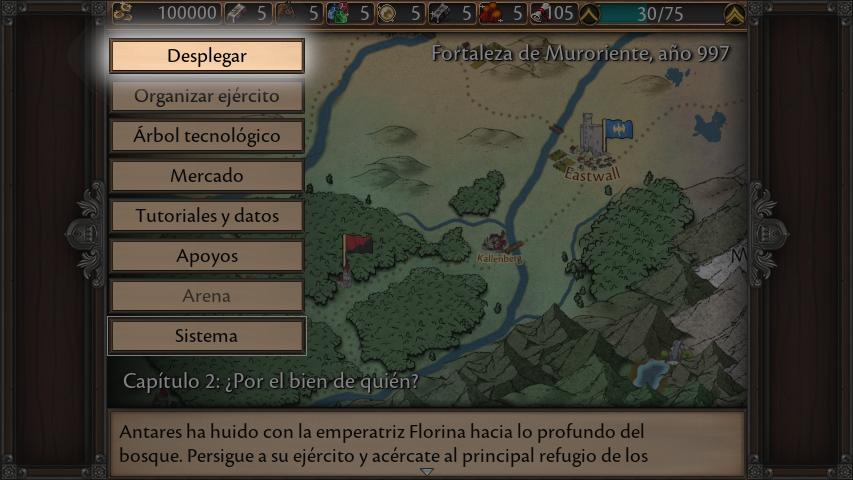 100000 5 5 5 5 5 5 105 30/75
Desplegar
Fortaleza de Muroriente, año 997
Organizar ejército
Árbol tecnológico
Mercado
Eastwall
Tutoriales y datos
Apoyos
Kallenberg
Arena
Sistema
Capítulo 2: ¿Por el bien de quién?
Antares ha huido con la emperatriz Florina hacia lo profundo del
bosque. Persigue a su ejército y acércate al principal refugio de los